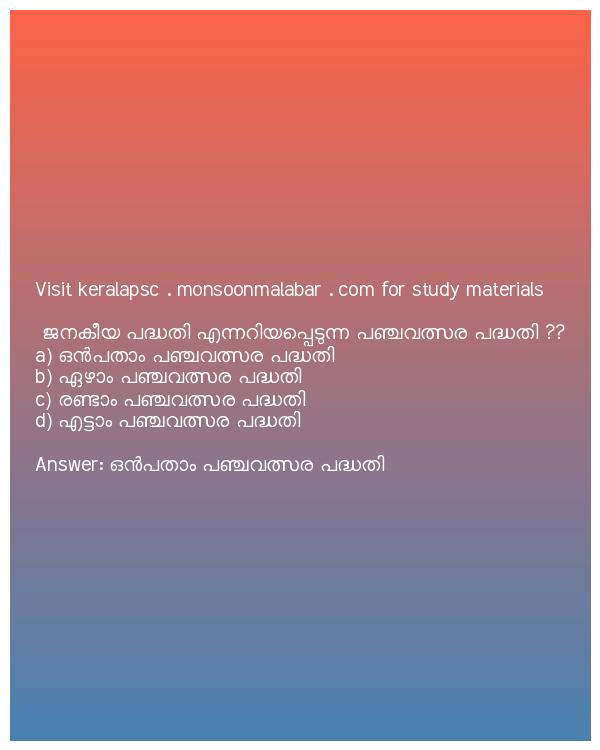 Visit keralapsc . monsoonmalabar . com for study materials
ജനകീയ പദ്ധതി എന്നറിയപ്പെടുന്ന പഞ്ചവത്സര പദ്ധതി ??
a) ഒൻപതാം പഞ്ചവത്സര പദ്ധതി
b) ഏഴാം പഞ്ചവത്സര പദ്ധതി
c) രണ്ടാം പഞ്ചവത്സര പദ്ധതി
d) എട്ടാം പഞ്ചവത്സര പദ്ധതി
Answer: ഒൻപതാം പഞ്ചവത്സര പദ്ധതി